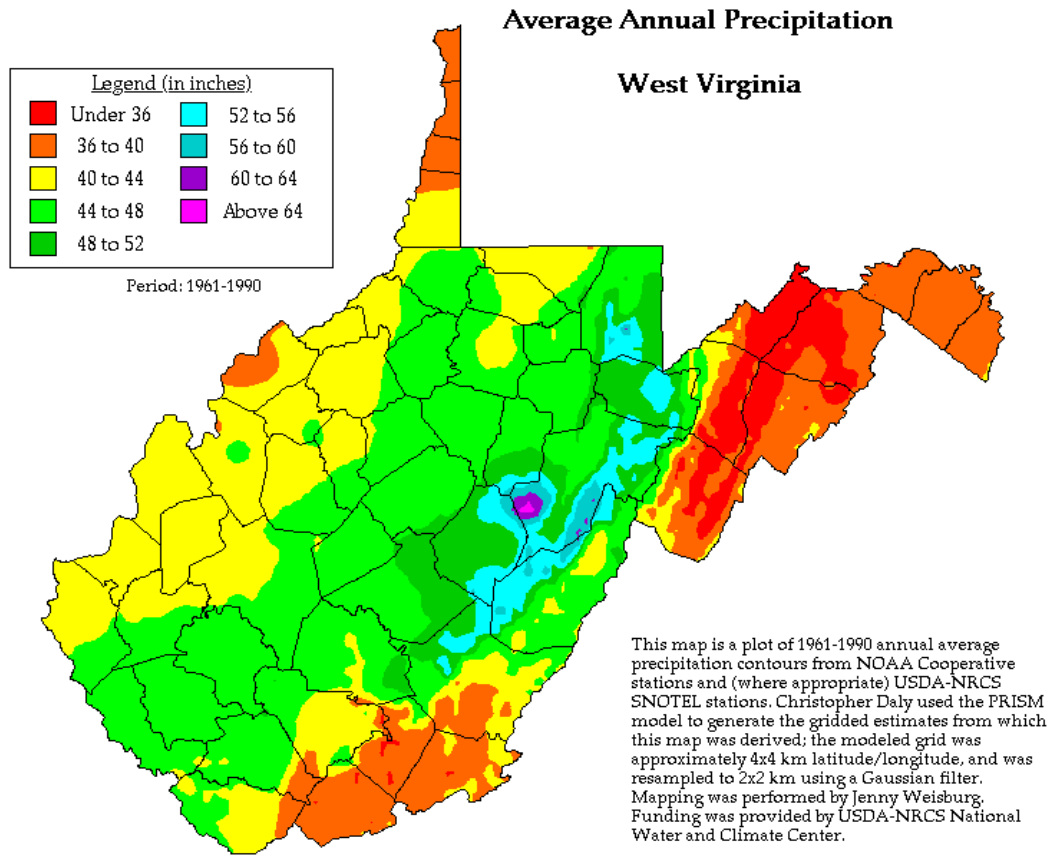 Average Annual Precipitation
West Virginia
Legend (in inches)
Under 36
36 to 40
40 to 44
44 to 48
48 to 52
52 to 56
56 to 60
60 to 64
Above 64
Period: 1961-1990
This map is a plot of 1961-1990 annual average
precipitation contours from NOAA Cooperative
stations and (where appropriate) USDA-NRCS
SNOTEL stations. Christopher Daly used the PRISM
model to generate the gridded estimates from which
this map was derived; the modeled grid was
approximately 4x4 km latitude/longitude, and was
resampled to 2x2 km using a Gaussian filter.
Mapping was performed by Jenny Weisburg.
Funding was provided by USDA-NRCS National
Water and Climate Center.